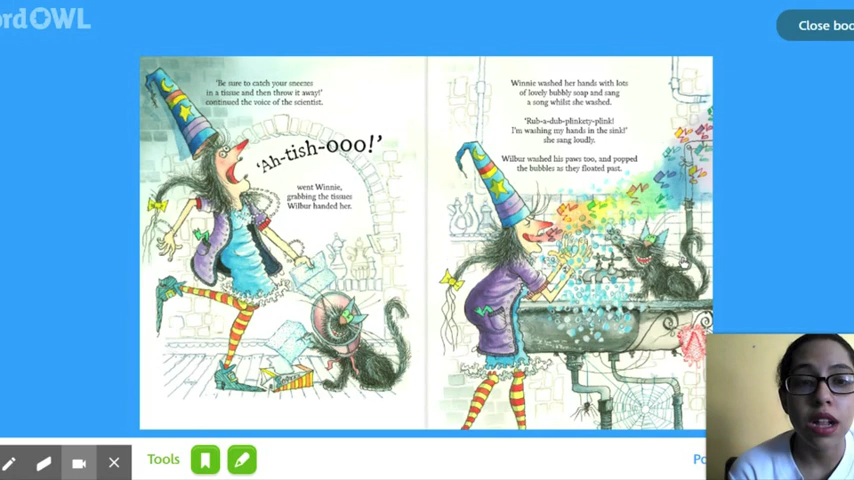 ordOWL
Close boo
'Be sure to catch your sneezes
in a tissue and then throw it away!'
continued the voice of the scientist.
'Ah-tish-ooo!'
went Winnie,
grabbing the tissues
Wilbur handed her.
Winnie washed her hands with lots
of lovely bubbly soap and sang
a song whilst she washed.
'Rub-a-dub-plinkety-plink!
I'm washing my hands in the sink!'
she sang loudly.
Wilbur washed his paws too, and popped
the bubbles as they floated past.
Tools